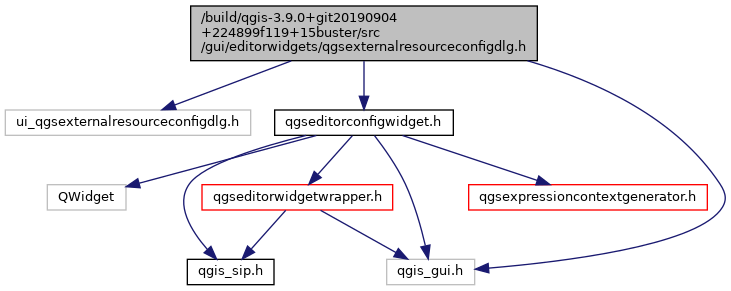 /build/qgis-3.9.0+git20190904
+224899f119+15buster/src
/gui/editorwidgets/qgsexternalresourceconfigdlg.h
ui_qgsexternalresourceconfigdlg.h
qgseditorconfigwidget.h
QWidget
qgseditorwidgetwrapper.h
qgsexpressioncontextgenerator.h
qgis_sip.h
qgis_gui.h